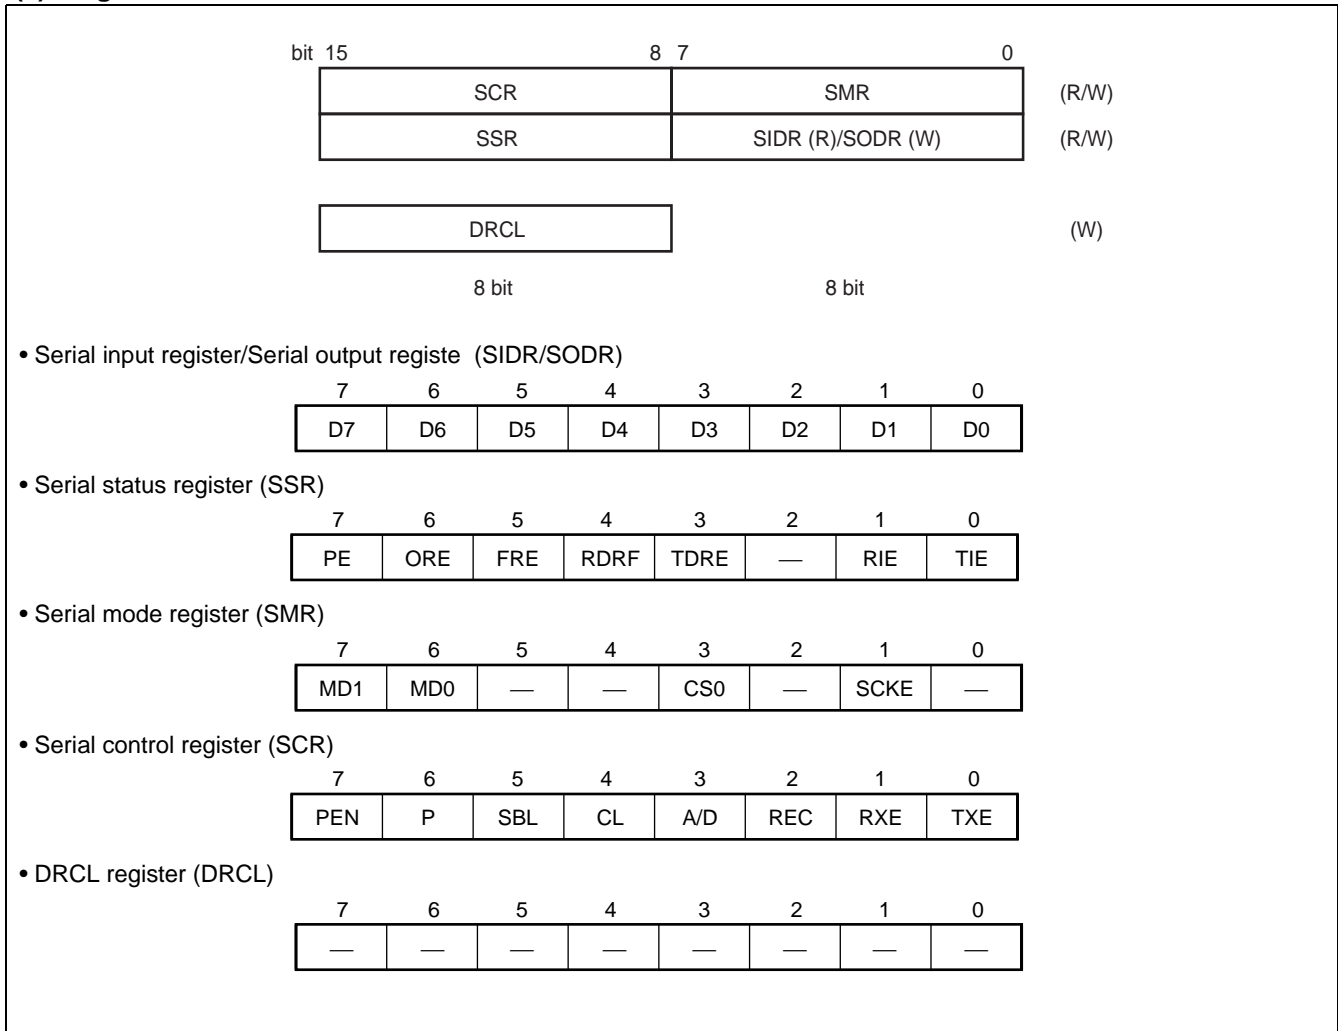 bit 15 8 7 0
SCR SMR (R/W)
SSR SIDR (R)/SODR (W) (R/W)
DRCL (W)
8 bit 8 bit
• Serial input register/Serial output registe (SIDR/SODR)
7 6 5 4 3 2 1 0
D7 D6 D5 D4 D3 D2 D1 D0
• Serial status register (SSR)
7 6 5 4 3 2 1 0
PE ORE FRE RDRF TDRE — RIE TIE
• Serial mode register (SMR)
7 6 5 4 3 2 1 0
MD1 MD0 — — CS0 — SCKE —
• Serial control register (SCR)
7 6 5 4 3 2 1 0
PEN P SBL CL A/D REC RXE TXE
• DRCL register (DRCL)
7 6 5 4 3 2 1 0
— — — — — — — —